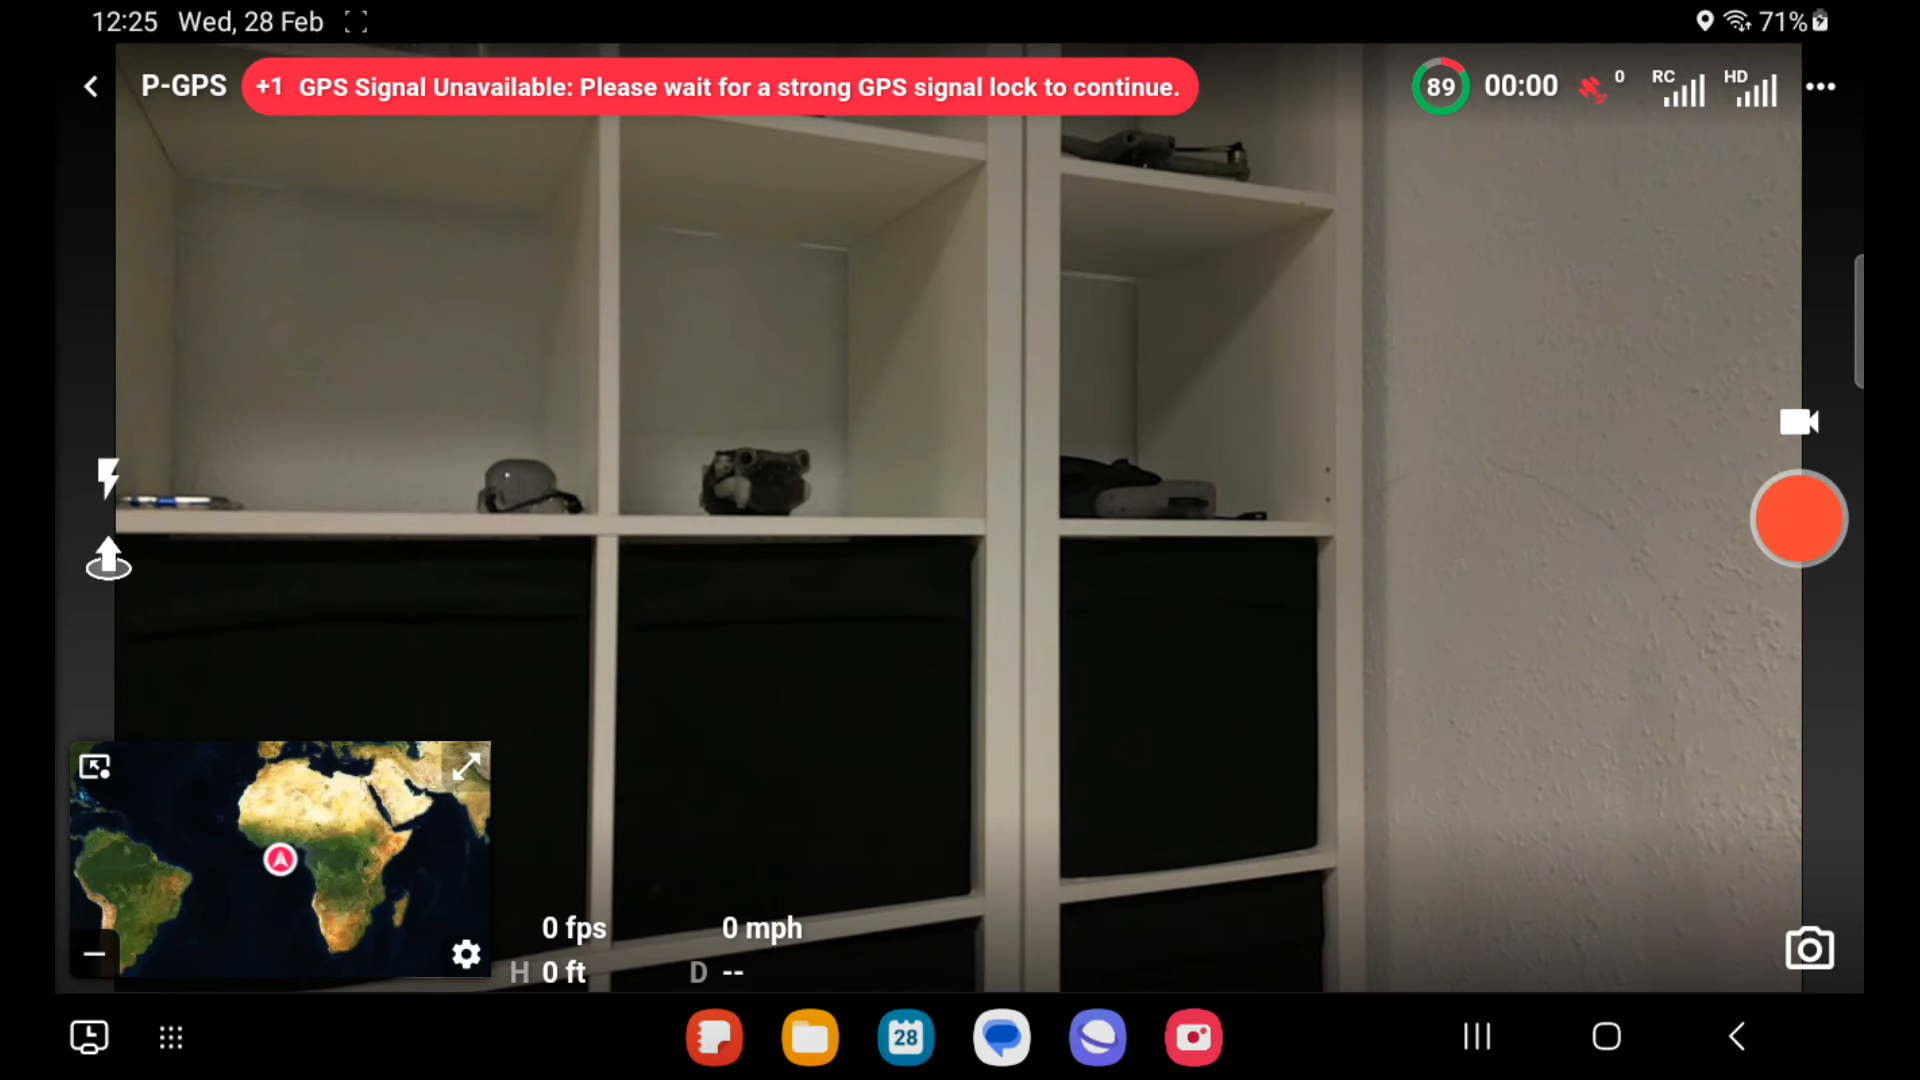 12:25 Wed, 28 Feb
71%
P-GPS
+1 GPS Signal Unavailable: Please wait for a strong GPS signal lock to continue.
89
00:00
0
RC
HD
0 fps
0 mph
H 0 ft
D --
28